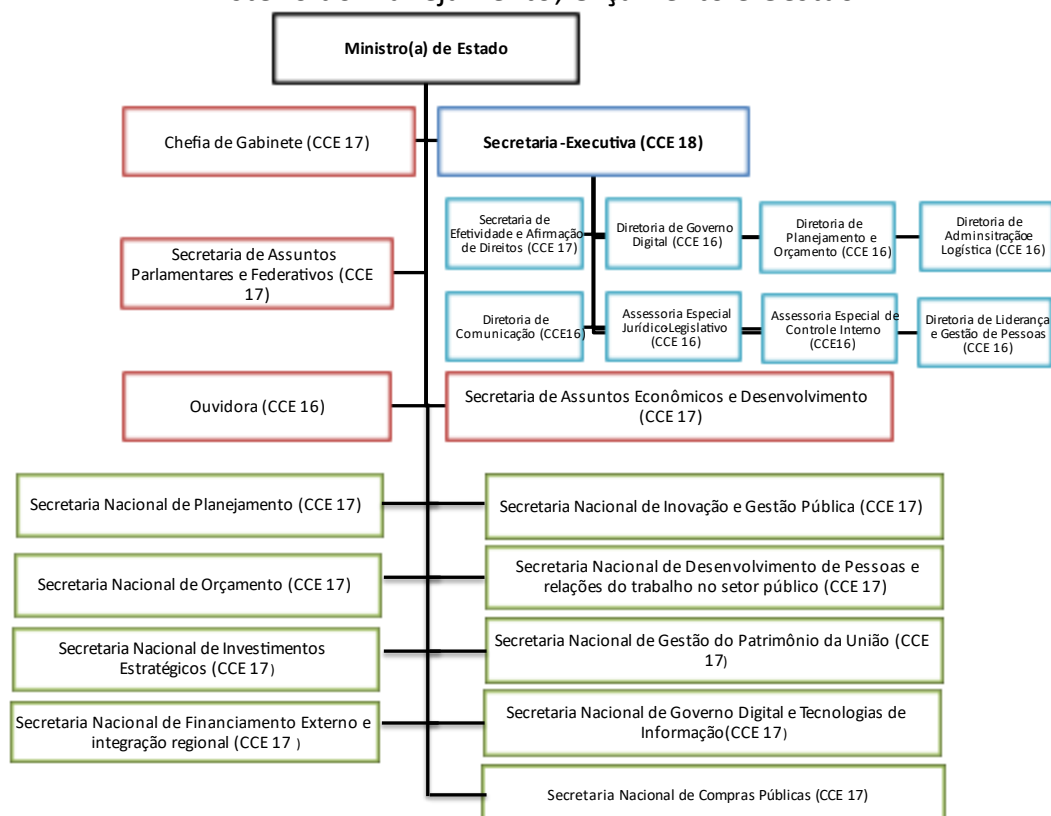 Ministro(a) de Estado
Chefia de Gabinete (CCE 17)
Secretaria-Executiva (CCE 18)
Secretaria de
Efetividade e Afirmação
de Direitos (CCE 17)
Diretoria de Governo
Digital (CCE 16)
Diretoria de
Planejamento e
Orçamento (CCE 16)
Diretoria de
Adminsitraçãoe
Logística (CCE 16)
Secretaria de Assuntos
Parlamentares e Federativos (CCE
17)
Diretoria de
Comunicação (CCE16)
Assessoria Especial
JurídicoLegislativo
(CCE 16)
Assessoria Especial de
Controle Interno
(CCE16)
Diretoria de Liderança
e Gestão de Pessoas
(CCE 16)
Ouvidora (CCE 16)
Secretaria de Assuntos Econômicos e Desenvolvimento
(CCE 17)
Secretaria Nacional de Planejamento (CCE 17)
Secretaria Nacional de Inovação e Gestão Pública (CCE 17)
Secretaria Nacional de Orçamento (CCE 17)
Secretaria Nacional de Desenvolvimento de Pessoas e
relações do trabalho no setor público (CCE 17)
Secretaria Nacional de Investimentos
Estratégicos (CCE 17)
Secretaria Nacional de Gestão do Patrimônio da União (CCE
17)
Secretaria Nacional de Financiamento Externo e
integração regional (CCE 17 )
Secretaria Nacional de Governo Digital e Tecnologias de
Informação(CCE 17)
Secretaria Nacional de Compras Públicas (CCE 17)